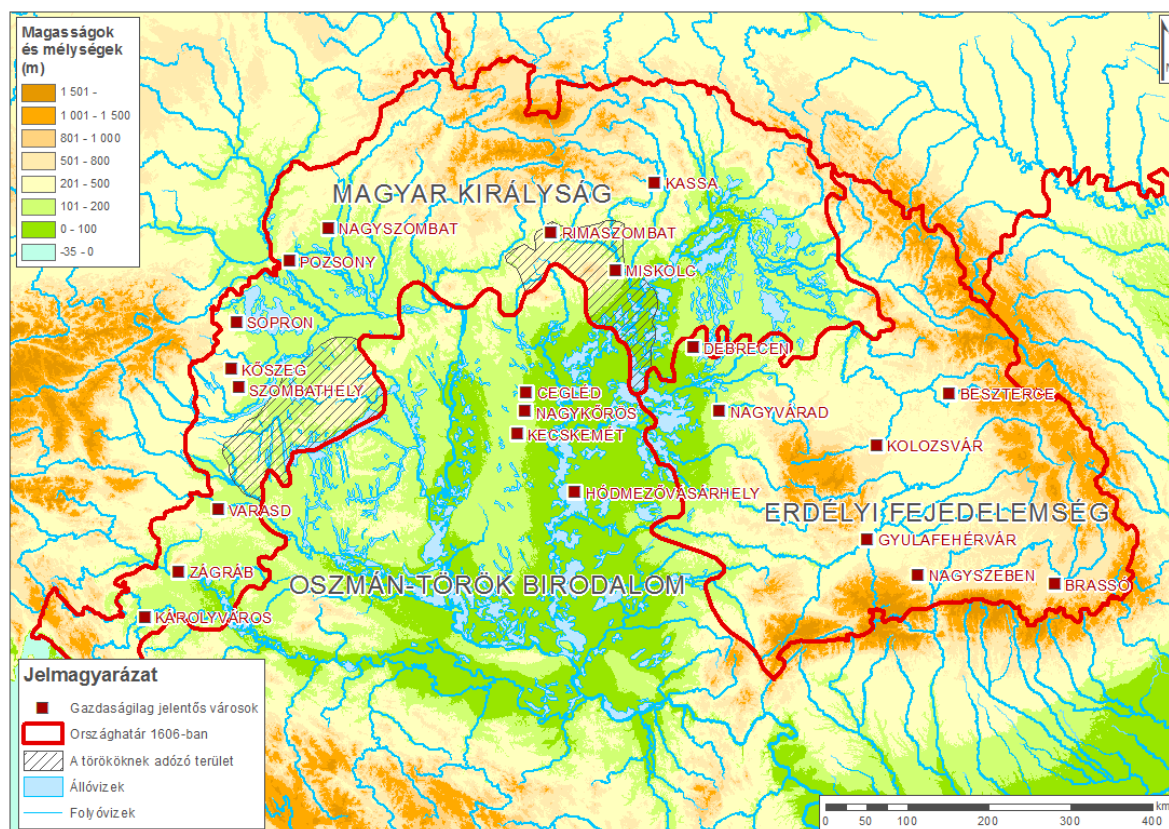 Magasságok
és mélységek
(m)
1 501 -
1 001 - 1 500
801 - 1 000
501 - 800
201 - 500
101 - 200
0 - 100
-35 - 0
KASSA
MAGYAR KIRÁLYSÁG
NAGYSZOMBAT
RIMASZOMBAT
POZSONY
MISKOLC
SOPRON
DEBRECEN
KŐSZEG
SZOMBATHELY
CEGLÉD
BESZTERCE
NAGYKŐRÖS
NAGYVÁRAD
KECSKEMÉT
KOLOZSVÁR
HÓDMEZŐVÁSÁRHELY
VARASD
ERDÉLYI FEJEDELEMSÉG
GYULAFEHÉRVÁR
ZÁGRÁB
OSZMÁN-TÖRÖK BIRODALOM
NAGYSZEBEN
BRASSÓ
KÁROLYVÁROS
Jelmagyarázat
Gazdaságilag jelentős városok
Országhatár 1606-ban
A törököknek adózó terület
Állóvizek
Folyóvizek
km
0 100 200 300 400